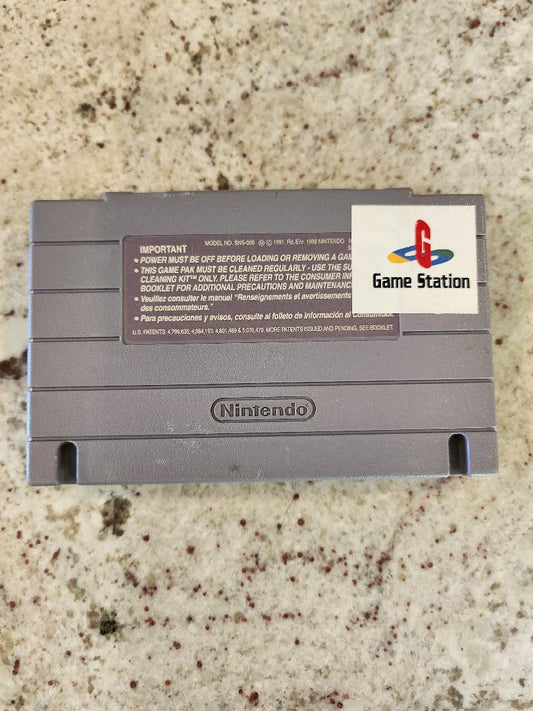 IMPORTANT
MODEL NO. SNS-006 © 1991, Rd./Enr. 1992 NINTENDO
• POWER MUST BE OFF BEFORE LOADING OR REMOVING A GAM
• THIS GAME PAK MUST BE CLEANED REGULARLY - USE THE SU
CLEANING KIT™ ONLY, PLEASE REFER TO THE CONSUMER INF
BOOKLET FOR ADDITIONAL PRECAUTIONS AND MAINTENANC
• Veuillez consulter le manual "Renseignements et avertissements
des consommateurs."
• Para precauciones y avisos, consulte al folleto de Información al Consumidor.
U.S. PATENTS: 4,799,635; 4,984,193; 4,801,489 & 5,070,479. MORE PATENTS ISSUED AND PENDING, SEE BOOKLET.
G
Game Station
Nintendo